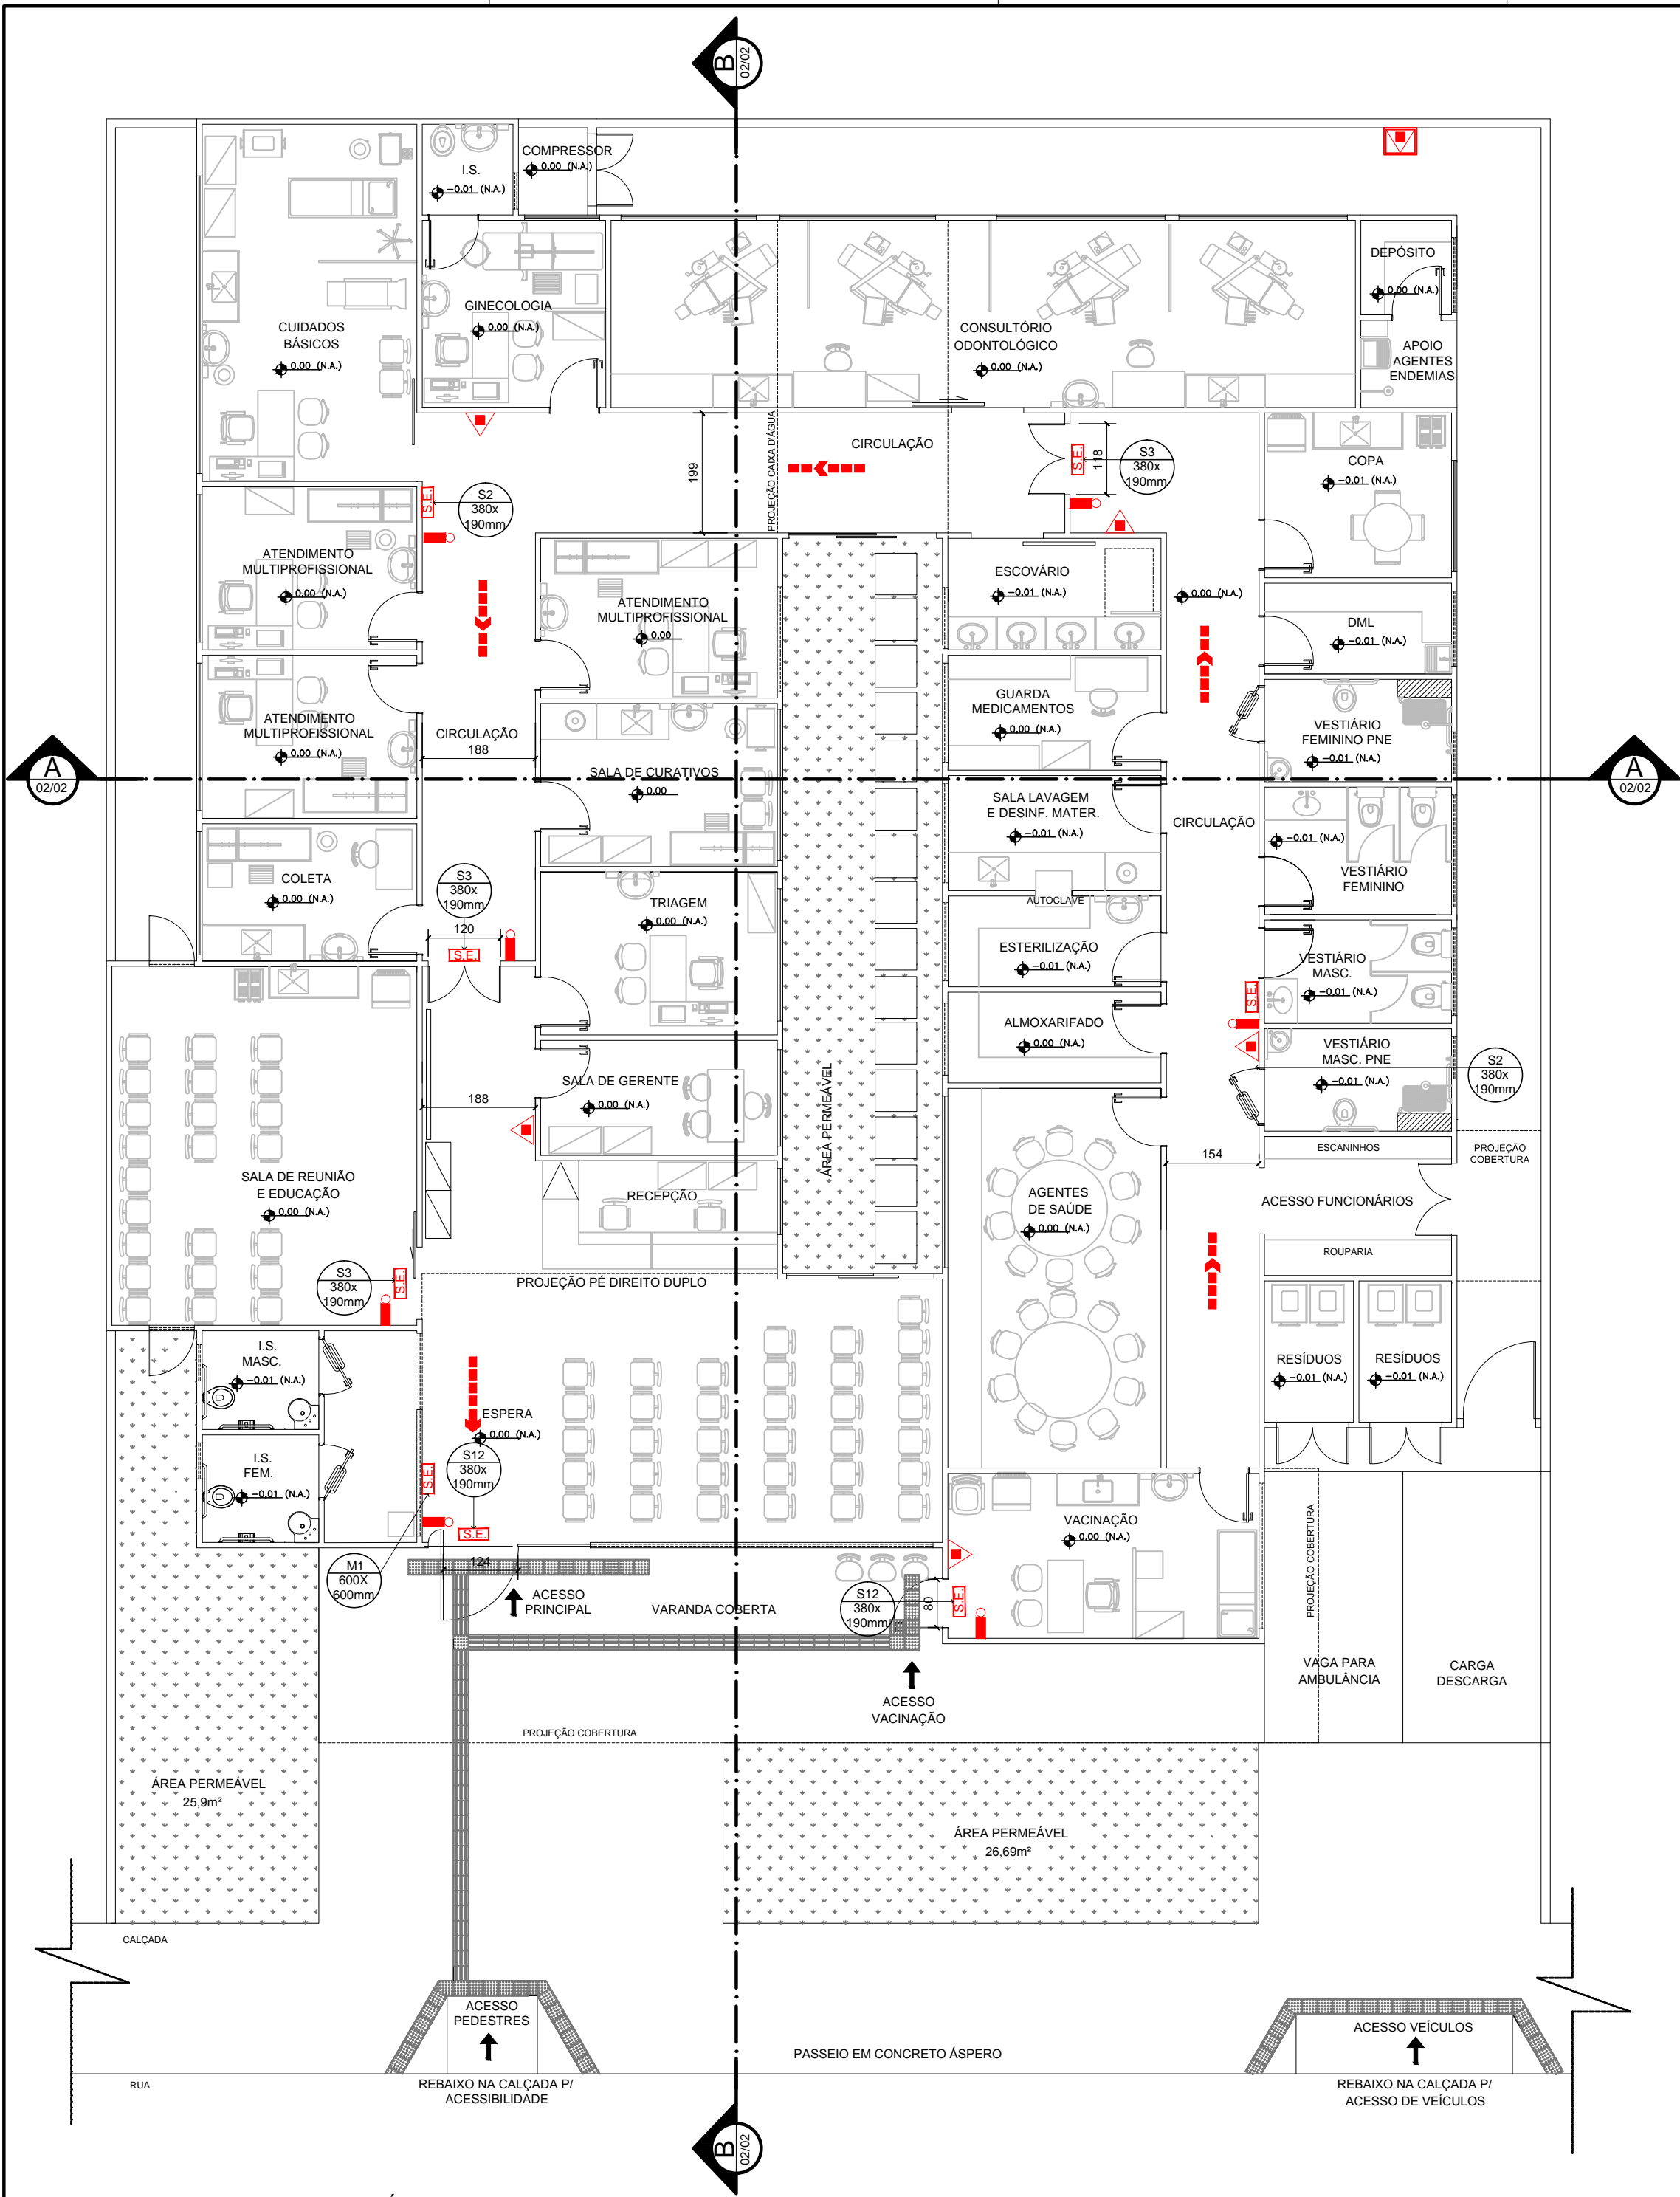 B
02/02
COMPRESSOR
0.00 (N.A.)
I.S.
-0.01 (N.A.)
DEPÓSITO
0.00 (N.A.)
GINECOLOGIA
0.00 (N.A.)
CUIDADOS
BÁSICOS
0.00 (N.A.)
CONSULTÓRIO
ODONTOLÓGICO
0.00 (N.A.)
APOIO
AGENTES
ENDEMIAS
PROJEÇÃO CAIXA D'ÁGUA
CIRCULAÇÃO
199
S.E.
118
S3
380x
190mm
COPA
-0.01 (N.A.)
S.E.
S2
380x
190mm
ATENDIMENTO
MULTIPROFISSIONAL
0.00 (N.A.)
ATENDIMENTO
MULTIPROFISSIONAL
0.00
ESCOVÁRIO
-0.01 (N.A.)
0.00 (N.A.)
DML
-0.01 (N.A.)
ATENDIMENTO
MULTIPROFISSIONAL
0.00 (N.A.)
CIRCULAÇÃO
188
GUARDA
MEDICAMENTOS
0.00 (N.A.)
VESTIÁRIO
FEMININO PNE
-0.01 (N.A.)
A
02/02
SALA DE CURATIVOS
0.00
SALA LAVAGEM
E DESINF. MATER.
-0.01 (N.A.)
CIRCULAÇÃO
A
02/02
-0.01 (N.A.)
VESTIÁRIO
FEMININO
COLETA
0.00 (N.A.)
S3
380x
190mm
120
S.E.
TRIAGEM
0.00 (N.A.)
AUTOCLAVE
ESTERILIZAÇÃO
-0.01 (N.A.)
VESTIÁRIO
MASC.
-0.01 (N.A.)
S.E.
ALMOXARIFADO
0.00 (N.A.)
VESTIÁRIO
MASC. PNE
-0.01 (N.A.)
S2
380x
190mm
SALA DE GERENTE
0.00 (N.A.)
188
ÁREA PERMEÁVEL
154
ESCANINHOS
PROJEÇÃO
COBERTURA
SALA DE REUNIÃO
E EDUCAÇÃO
0.00 (N.A.)
RECEPÇÃO
AGENTES
DE SAÚDE
0.00 (N.A.)
ACESSO FUNCIONÁRIOS
ROUPARIA
S3
380x
190mm
S.E.
PROJEÇÃO PÉ DIREITO DUPLO
I.S.
MASC.
-0.01 (N.A.)
RESÍDUOS
-0.01 (N.A.)
RESÍDUOS
-0.01 (N.A.)
ESPERA
0.00 (N.A.)
I.S.
FEM.
-0.01 (N.A.)
S.E.
S12
380x
190mm
S.E.
VACINAÇÃO
0.00 (N.A.)
PROJEÇÃO COBERTURA
M1
600X
600mm
124
ACESSO
PRINCIPAL
VARANDA COBERTA
S12
380x
190mm
80
S.E.
VAGA PARA
AMBULÂNCIA
CARGA
DESCARGA
ACESSO
VACINAÇÃO
PROJEÇÃO COBERTURA
ÁREA PERMEÁVEL
25,9m²
ÁREA PERMEÁVEL
26,69m²
CALÇADA
ACESSO
PEDESTRES
ACESSO VEÍCULOS
PASSEIO EM CONCRETO ÁSPERO
RUA
REBAIXO NA CALÇADA P/
ACESSIBILIDADE
REBAIXO NA CALÇADA P/
ACESSO DE VEÍCULOS
B
02/02